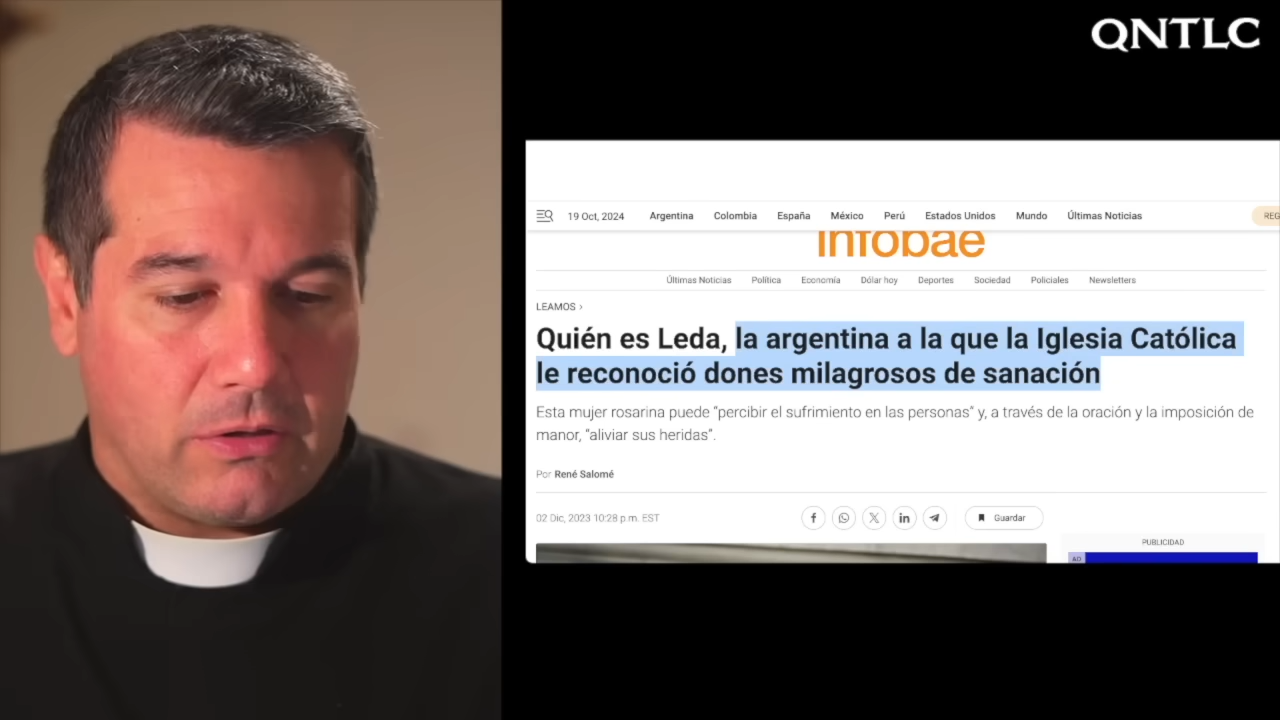 QNTLC
19 Oct, 2024 Argentina Colombia España México Perú Estados Unidos Mundo Últimas Noticias REG
infobae
Últimas Noticias Política Economía Dólar hoy Deportes Sociedad Policiales Newsletters
LEAMOS >
Quién es Leda, la argentina a la que la Iglesia Católica
le reconoció dones milagrosos de sanación
Esta mujer rosarina puede “percibir el sufrimiento en las personas” y, a través de la oración y la imposición de
manor, “aliviar sus heridas”.
Por René Salomé
02 Dic, 2023 10:28 p.m. EST Guardar
PUBLICIDAD
AD